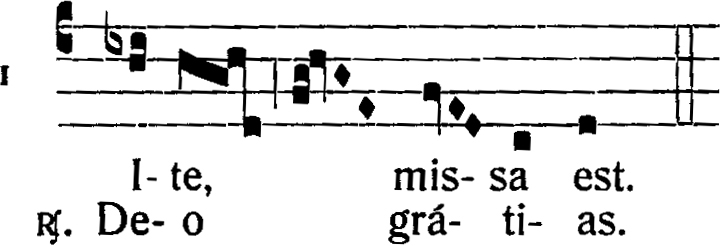 I
I- te, mis- sa est.
℟. De- o grá- ti- as.